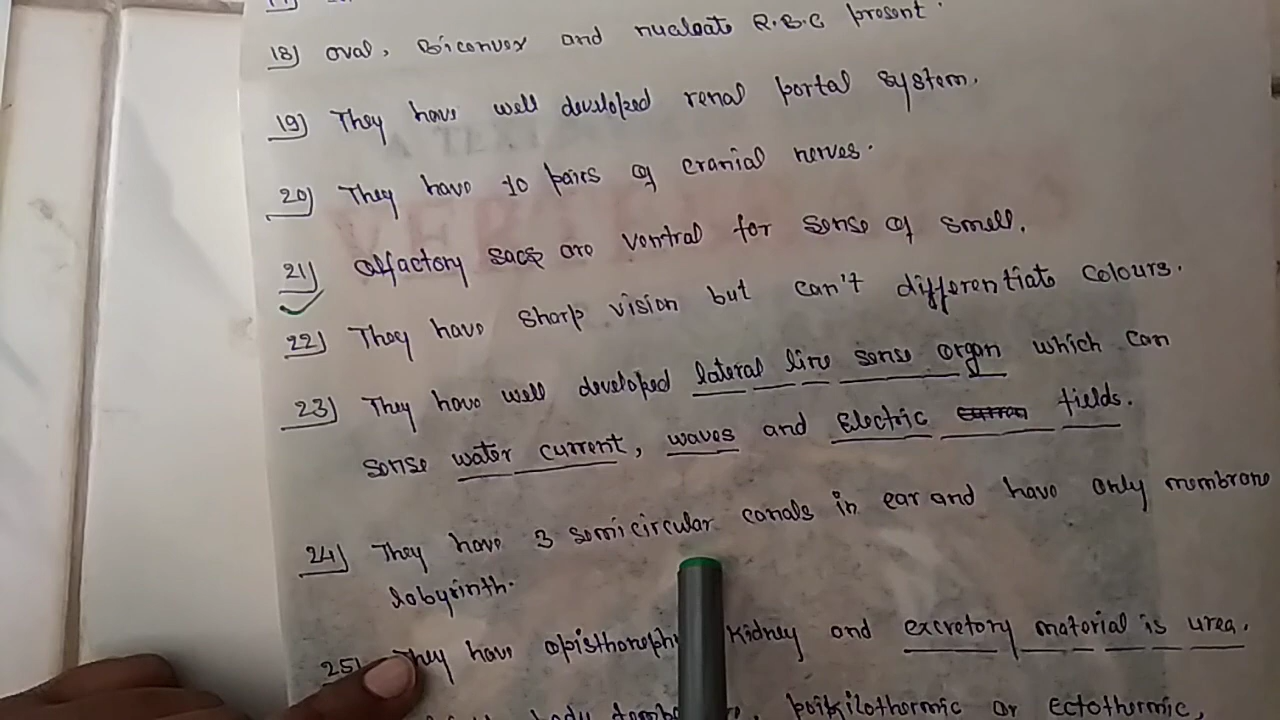 18) oval, Biconvex and nucleate R.B.C present.
19) They have well developed renal portal system.
20) They have 10 pairs of cranial nerves.
21) olfactory sacs are ventral for sense of smell.
22) They have sharp vision but can't differentiate colours.
23) They have well developed lateral line sense organ which can
sense water current, waves and Electric fields.
24) They have 3 semicircular canals in ear and have only membrane
labyrinth.
25) They have kidney and excretory material is urea.
body poikilothermic or ectothermic,